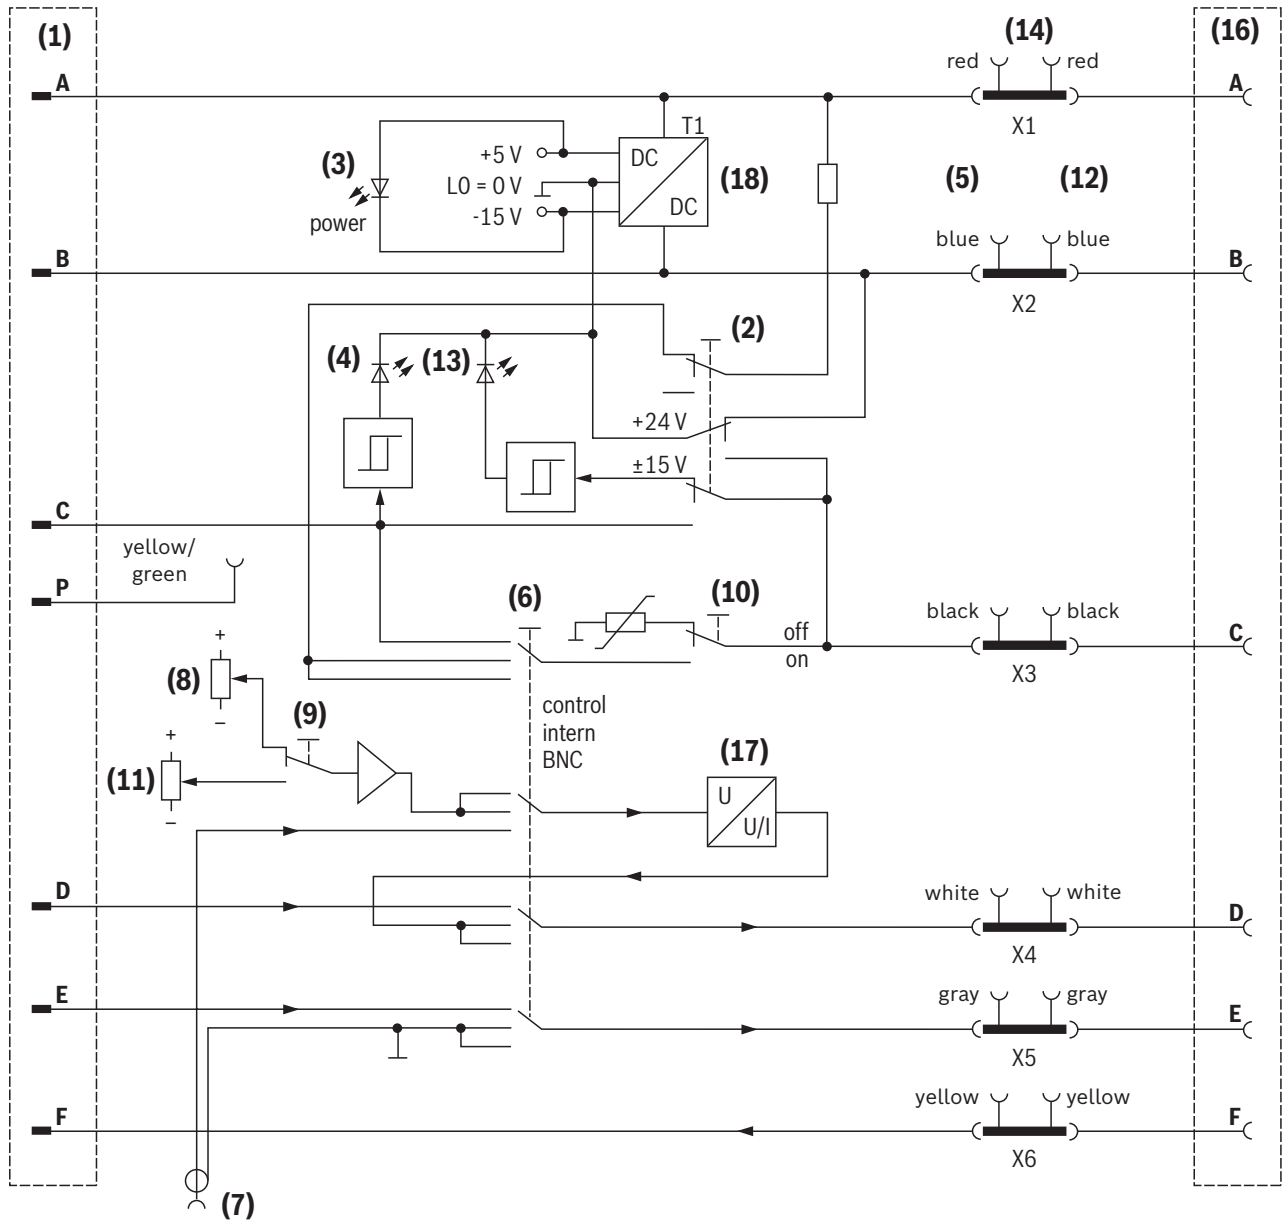 (1)
(14)
(16)
red
red
A
A
X1
T1
+5 V
DC
(3)
L0 = 0 V
(18)
(5)
(12)
-15 V
DC
power
blue
blue
B
B
X2
(2)
(4)
(13)
+24 V
±15 V
C
yellow/
green
P
(6)
(10)
black
black
off
C
on
X3
+
(8)
–
control
intern
BNC
(9)
+
(11)
–
(17)
U
U/I
D
white
white
D
X4
E
gray
gray
E
X5
F
yellow
yellow
F
X6
(7)